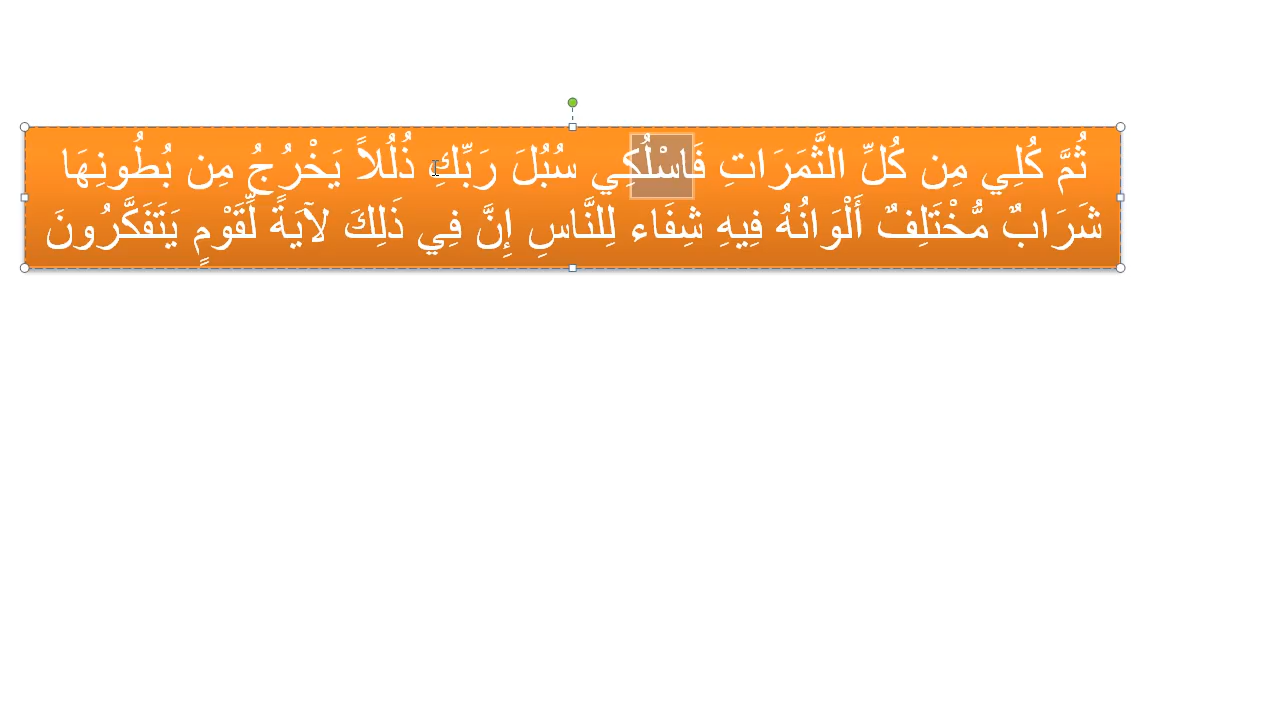 ثُمَّ كُلِي مِن كُلِّ الثَّمَرَاتِ فَاسْلُكِي سُبُلَ رَبِّكِ ذُلُلاً يَخْرُجُ مِن بُطُونِهَا
شَرَابٌ مُّخْتَلِفٌ أَلْوَانُهُ فِيهِ شِفَاء لِلنَّاسِ إِنَّ فِي ذَلِكَ لآيَةً لِّقَوْمٍ يَتَفَكَّرُونَ